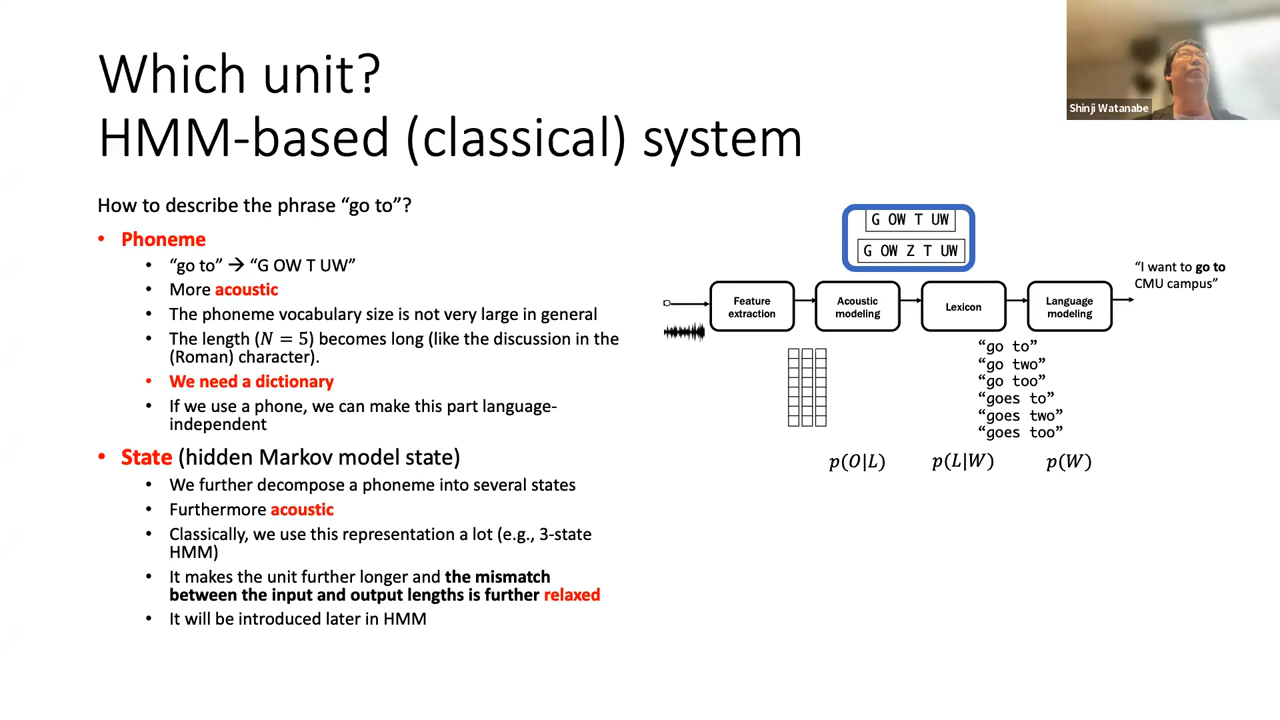 Which unit?
HMM-based (classical) system
Shinji Watanabe
How to describe the phrase “go to”?
• Phoneme
• “go to” → “G OW T UW”
• More acoustic
• The phoneme vocabulary size is not very large in general
• The length (N = 5) becomes long (like the discussion in the
(Roman) character).
• We need a dictionary
• If we use a phone, we can make this part language-
independent
• State (hidden Markov model state)
• We further decompose a phoneme into several states
• Furthermore acoustic
• Classically, we use this representation a lot (e.g., 3-state
HMM)
• It makes the unit further longer and the mismatch
between the input and output lengths is further relaxed
• It will be introduced later in HMM
G OW T UW
G OW Z T UW
Feature
extraction
Acoustic
modeling
Lexicon
Language
modeling
“I want to go to
CMU campus”
“go to”
“go two”
“go too”
“goes to”
“goes two”
“goes too”
p(O|L)
p(L|W)
p(W)